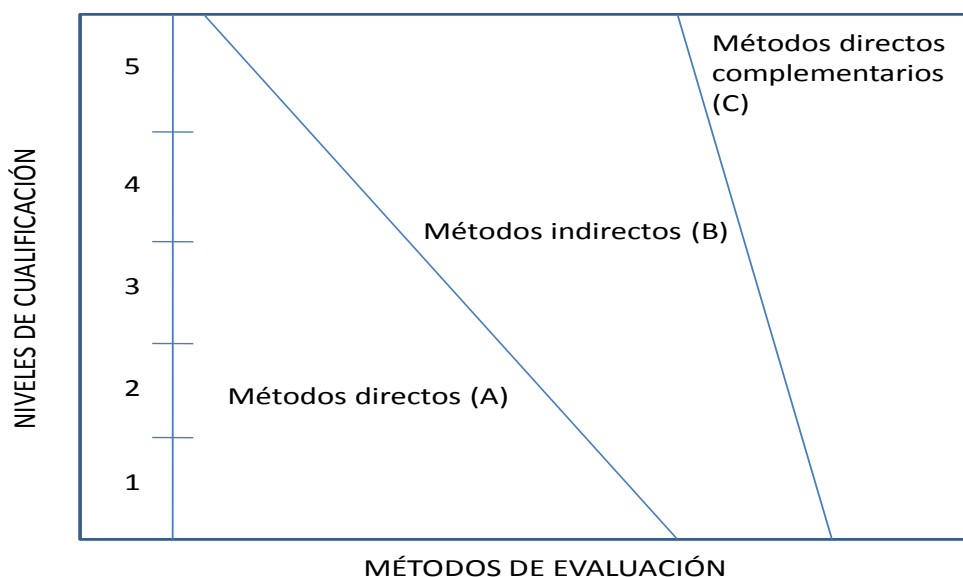 Métodos directos
complementarios
(C)
5
4
Métodos indirectos (B)
3
2
Métodos directos (A)
1
NIVELES DE CUALIFICACIÓN
MÉTODOS DE EVALUACIÓN